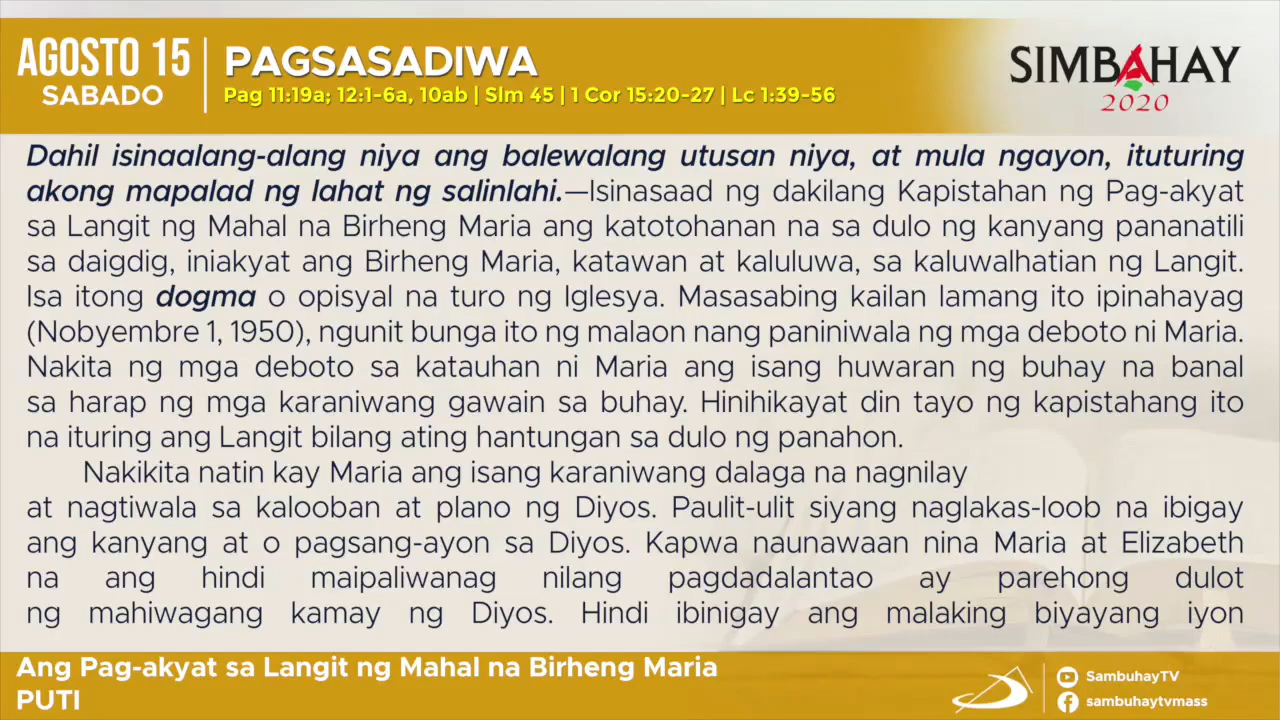 AGOSTO 15
SABADO
PAGSASADIWA
Pag 11:19a; 12:1-6a, 10ab | Slm 45 | 1 Cor 15:20-27 | Lc 1:39-56
SIMBAHAY
2020
Dahil isinaalang-alang niya ang balewalang utusan niya, at mula ngayon, ituturing
akong mapalad ng lahat ng salinlahi.—Isinasaad ng dakilang Kapistahan ng Pag-akyat
sa Langit ng Mahal na Birheng Maria ang katotohanan na sa dulo ng kanyang pananatili
sa daigdig, iniakyat ang Birheng Maria, katawan at kaluluwa, sa kaluwalhatian ng Langit.
Isa itong dogma o opisyal na turo ng Iglesya. Masasabing kailan lamang ito ipinahayag
(Nobyembre 1, 1950), ngunit bunga ito ng malaon nang paniniwala ng mga deboto ni Maria.
Nakita ng mga deboto sa katauhan ni Maria ang isang huwaran ng buhay na banal
sa harap ng mga karaniwang gawain sa buhay. Hinihikayat din tayo ng kapistahang ito
na ituring ang Langit bilang ating hantungan sa dulo ng panahon.
Nakikita natin kay Maria ang isang karaniwang dalaga na nagnilay
at nagtiwala sa kalooban at plano ng Diyos. Paulit-ulit siyang naglakas-loob na ibigay
ang kanyang at o pagsang-ayon sa Diyos. Kapwa naunawaan nina Maria at Elizabeth
na ang hindi maipaliwanag nilang pagdadalantao ay parehong dulot
ng mahiwagang kamay ng Diyos. Hindi ibinigay ang malaking biyayang iyon
Ang Pag-akyat sa Langit ng Mahal na Birheng Maria
PUTI
SambuhayTV
sambuhaytvmass